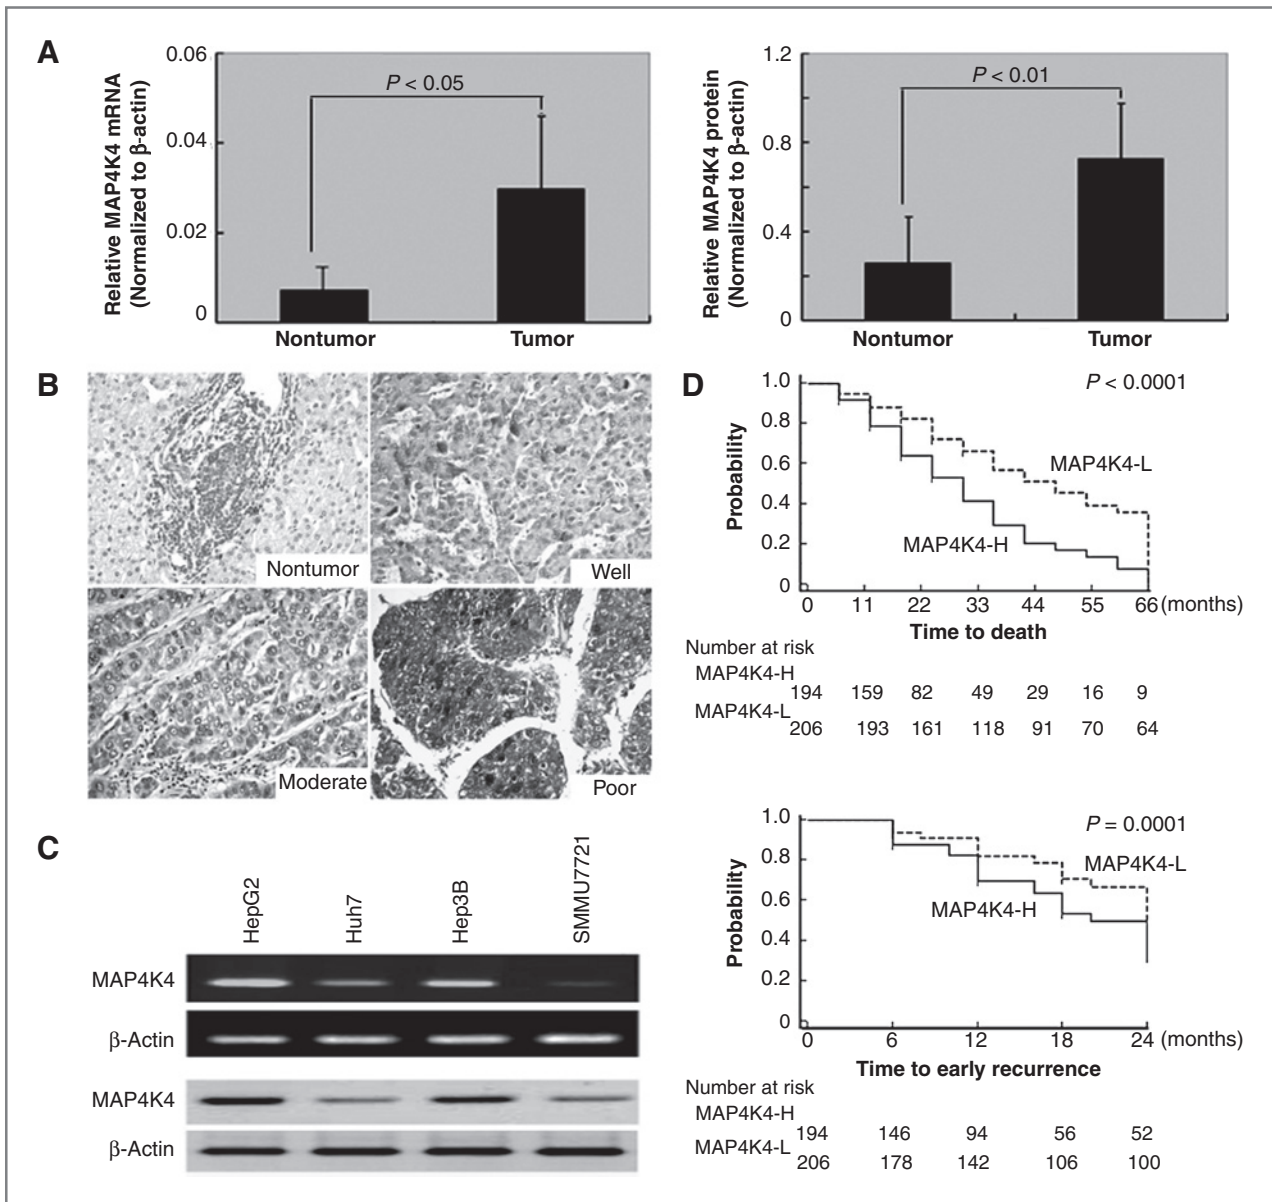 A
Relative MAP4K4 mRNA
(Normalized to β-actin)
0.06
0.04
0.02
0
P < 0.05
Nontumor
Tumor
Relative MAP4K4 protein
(Normalized to β-actin)
1.2
0.8
0.4
0
P < 0.01
Nontumor
Tumor
B
Nontumor
Well
Moderate
Poor
C
HepG2
Huh7
Hep3B
SMMU7721
MAP4K4
β-Actin
MAP4K4
β-Actin
D
Probability
1.0
0.8
0.6
0.4
0.2
0
P < 0.0001
MAP4K4-L
MAP4K4-H
0 11 22 33 44 55 66 (months)
Time to death
Number at risk
MAP4K4-H
194 159 82 49 29 16 9
MAP4K4-L
206 193 161 118 91 70 64
Probability
1.0
0.8
0.6
0.4
0.2
0
P = 0.0001
MAP4K4-L
MAP4K4-H
0 6 12 18 24 (months)
Time to early recurrence
Number at risk
MAP4K4-H
194 146 94 56 52
MAP4K4-L
206 178 142 106 100